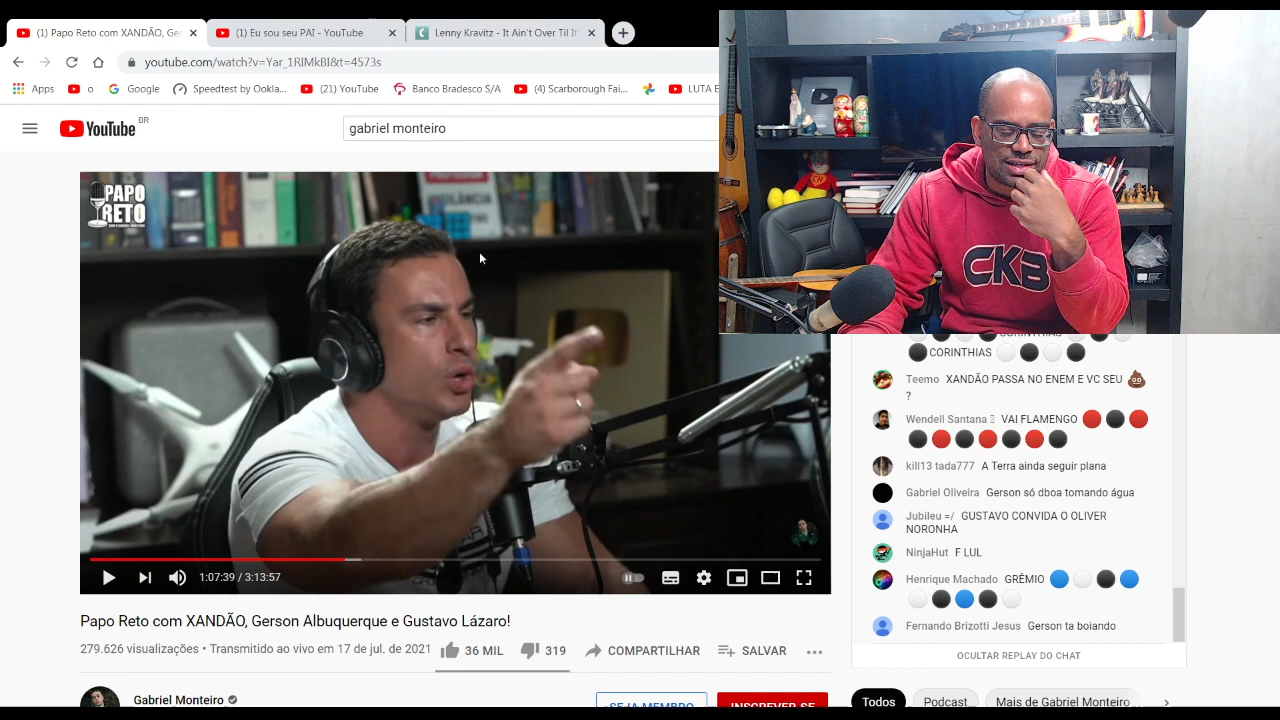 (1) Papo Reto com XANDÃO, Ger
(1) Eu sou seu PAI - YouTube
Lenny Kravitz - It Ain't Over Til It
youtube.com/watch?v=Yar_1RIMkBI&t=4573s
Apps
o
Google
Speedtest by Ookla...
(21) YouTube
Banco Bradesco S/A
(4) Scarborough Fai...
LUTA E
YouTube BR
gabriel monteiro
PAPO
RETO
CKB
CORINTHIAS
CORINTHIAS
Teemo XANDÃO PASSA NO ENEM E VC SEU 💩
?
Wendell Santana VAI FLAMENGO 🔴 ⚫ 🔴
⚫ 🔴 ⚫ 🔴 ⚫ 🔴 ⚫
kill13 tada777 A Terra ainda seguir plana
Gabriel Oliveira Gerson só dboa tomando água
Jubileu =/ GUSTAVO CONVIDA O OLIVER
NORONHA
NinjaHut F LUL
Henrique Machado GRÊMIO 🔵 ⚪ ⚫ 🔵
⚪ ⚫ 🔵 ⚫ ⚪
Fernando Brizotti Jesus Gerson ta boiando
OCULTAR REPLAY DO CHAT
1:07:39 / 3:13:57
Papo Reto com XANDÃO, Gerson Albuquerque e Gustavo Lázaro!
279.626 visualizações • Transmitido ao vivo em 17 de jul. de 2021
36 MIL
319
COMPARTILHAR
SALVAR
Gabriel Monteiro
SEJA MEMBRO
INSCREVER-SE
Todos
Podcast
Mais de Gabriel Monteiro